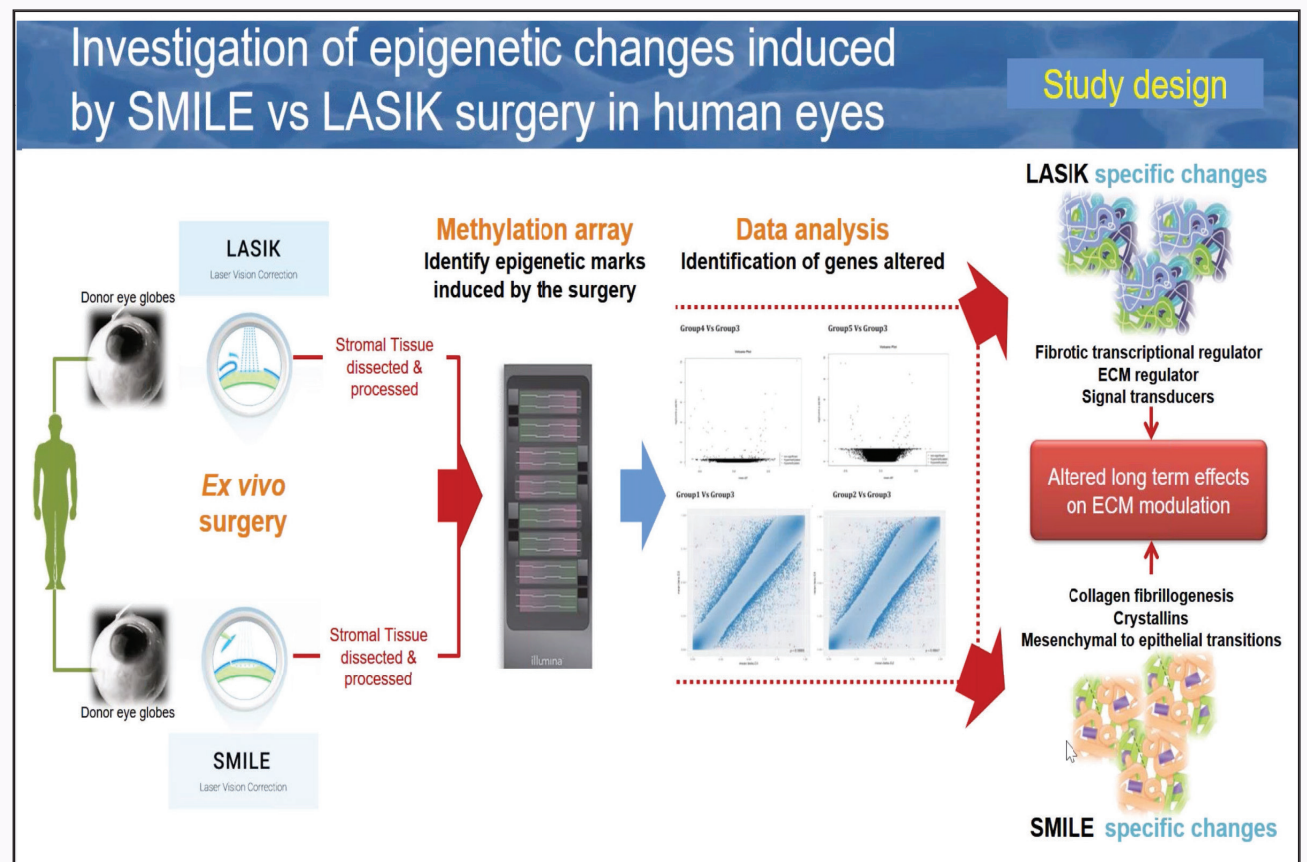 Investigation of epigenetic changes induced
by SMILE vs LASIK surgery in human eyes
Study design
LASIK
Laser Vision Correction
Donor eye globes
Stromal Tissue
dissected &
processed
Ex vivo
surgery
Donor eye globes
Stromal Tissue
dissected &
processed
SMILE
Laser Vision Correction
Methylation array
Identify epigenetic marks
induced by the surgery
illumina
Data analysis
Identification of genes altered
Group4 Vs Group3
Group5 Vs Group3
Volcano Plot
Volcano Plot
Group1 Vs Group3
Group2 Vs Group3
LASIK specific changes
Fibrotic transcriptional regulator
ECM regulator
Signal transducers
Altered long term effects
on ECM modulation
Collagen fibrillogenesis
Crystallins
Mesenchymal to epithelial transitions
SMILE specific changes